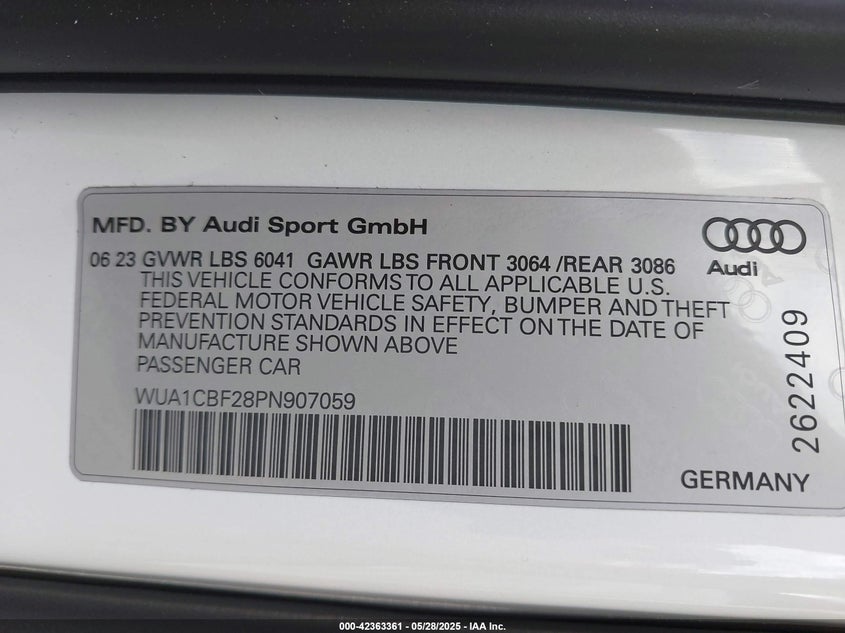 MFD. BY Audi Sport GmbH
06 23 GVWR LBS 6041 GAWR LBS FRONT 3064 /REAR 3086
THIS VEHICLE CONFORMS TO ALL APPLICABLE U.S.
FEDERAL MOTOR VEHICLE SAFETY, BUMPER AND THEFT
PREVENTION STANDARDS IN EFFECT ON THE DATE OF
MANUFACTURE SHOWN ABOVE
PASSENGER CAR
WUA1CBF28PN907059
Audi
2622409
GERMANY
000-42363361 - 05/28/2025 - IAA Inc.